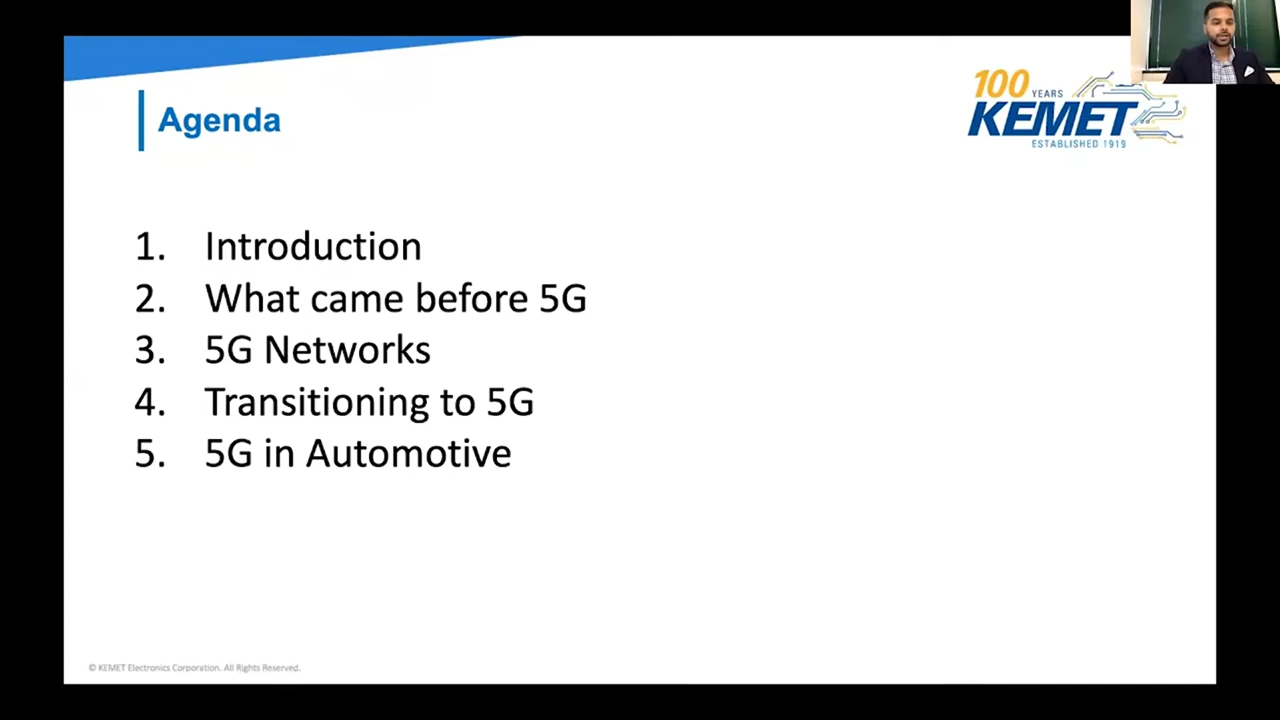 Agenda
100 YEARS
KEMET
ESTABLISHED 1919
1. Introduction
2. What came before 5G
3. 5G Networks
4. Transitioning to 5G
5. 5G in Automotive
© KEMET Electronics Corporation. All Rights Reserved.